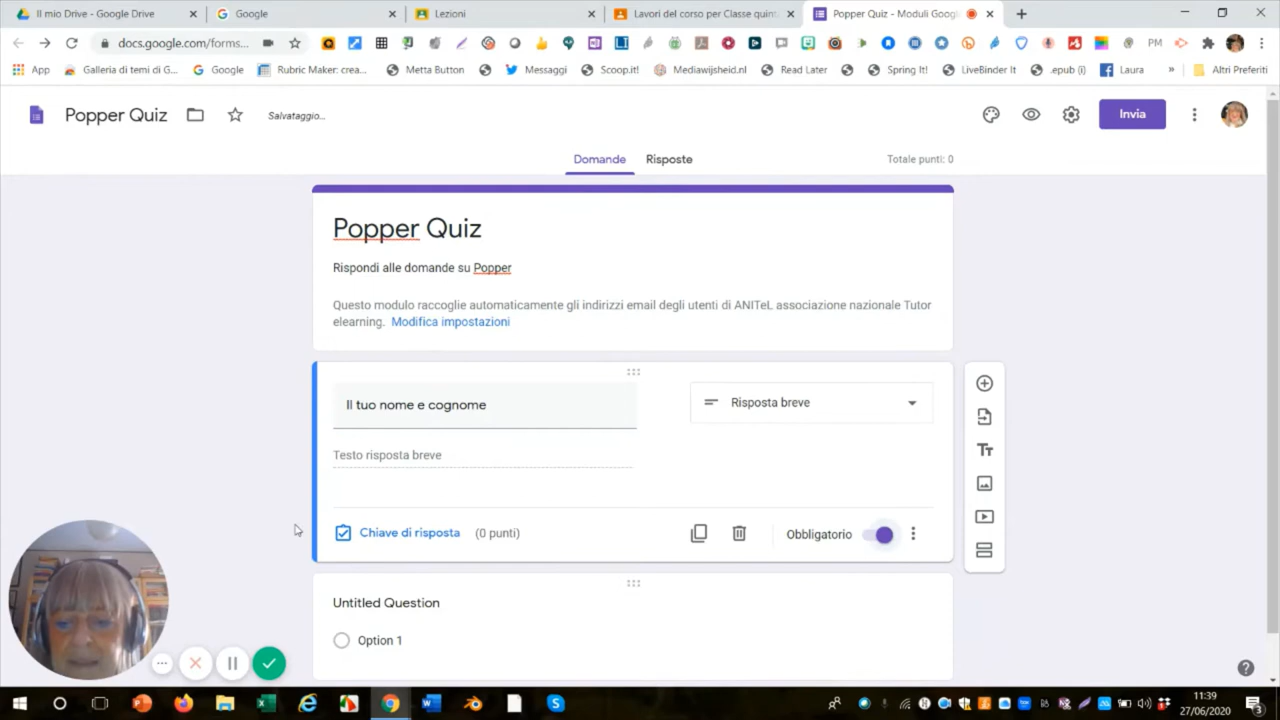 Il mio Drive - Google Drive
Google
Lezioni
Lavori del corso per Classe quint
Popper Quiz - Moduli Goog
docs.google.com/forms...
PM
App
Galleria di temi di G...
Google
Rubric Maker: crea...
Metta Button
Messaggi
Scoop.it!
Mediawijsheid.nl
Read Later
Spring It!
LiveBinder It
.epub (i)
Laura
»
Altri Preferiti
Popper Quiz
Salvataggio...
Invia
Domande
Risposte
Totale punti: 0
Popper Quiz
Rispondi alle domande su Popper
Questo modulo raccoglie automaticamente gli indirizzi email degli utenti di ANITeL associazione nazionale Tutor
elearning. Modifica impostazioni
Il tuo nome e cognome
Risposta breve
Testo risposta breve
Tт
Chiave di risposta
(0 punti)
Obbligatorio
Untitled Question
Option 1
11:39
27/06/2020
3